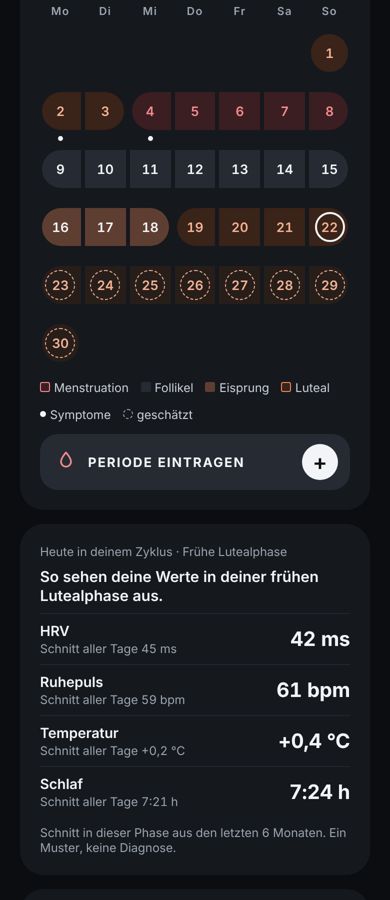 Mo Di Mi Do Fr Sa So
1
2 3 4 5 6 7 8
9 10 11 12 13 14 15
16 17 18 19 20 21 22
23 24 25 26 27 28 29
30
Menstruation Follikel Eisprung Luteal
Symptome geschätzt
PERIODE EINTRAGEN +
Heute in deinem Zyklus · Frühe Lutealphase
So sehen deine Werte in deiner frühen
Lutealphase aus.
HRV 42 ms
Schnitt aller Tage 45 ms
Ruhepuls 61 bpm
Schnitt aller Tage 59 bpm
Temperatur +0,4 °C
Schnitt aller Tage +0,2 °C
Schlaf 7:24 h
Schnitt aller Tage 7:21 h
Schnitt in dieser Phase aus den letzten 6 Monaten. Ein
Muster, keine Diagnose.